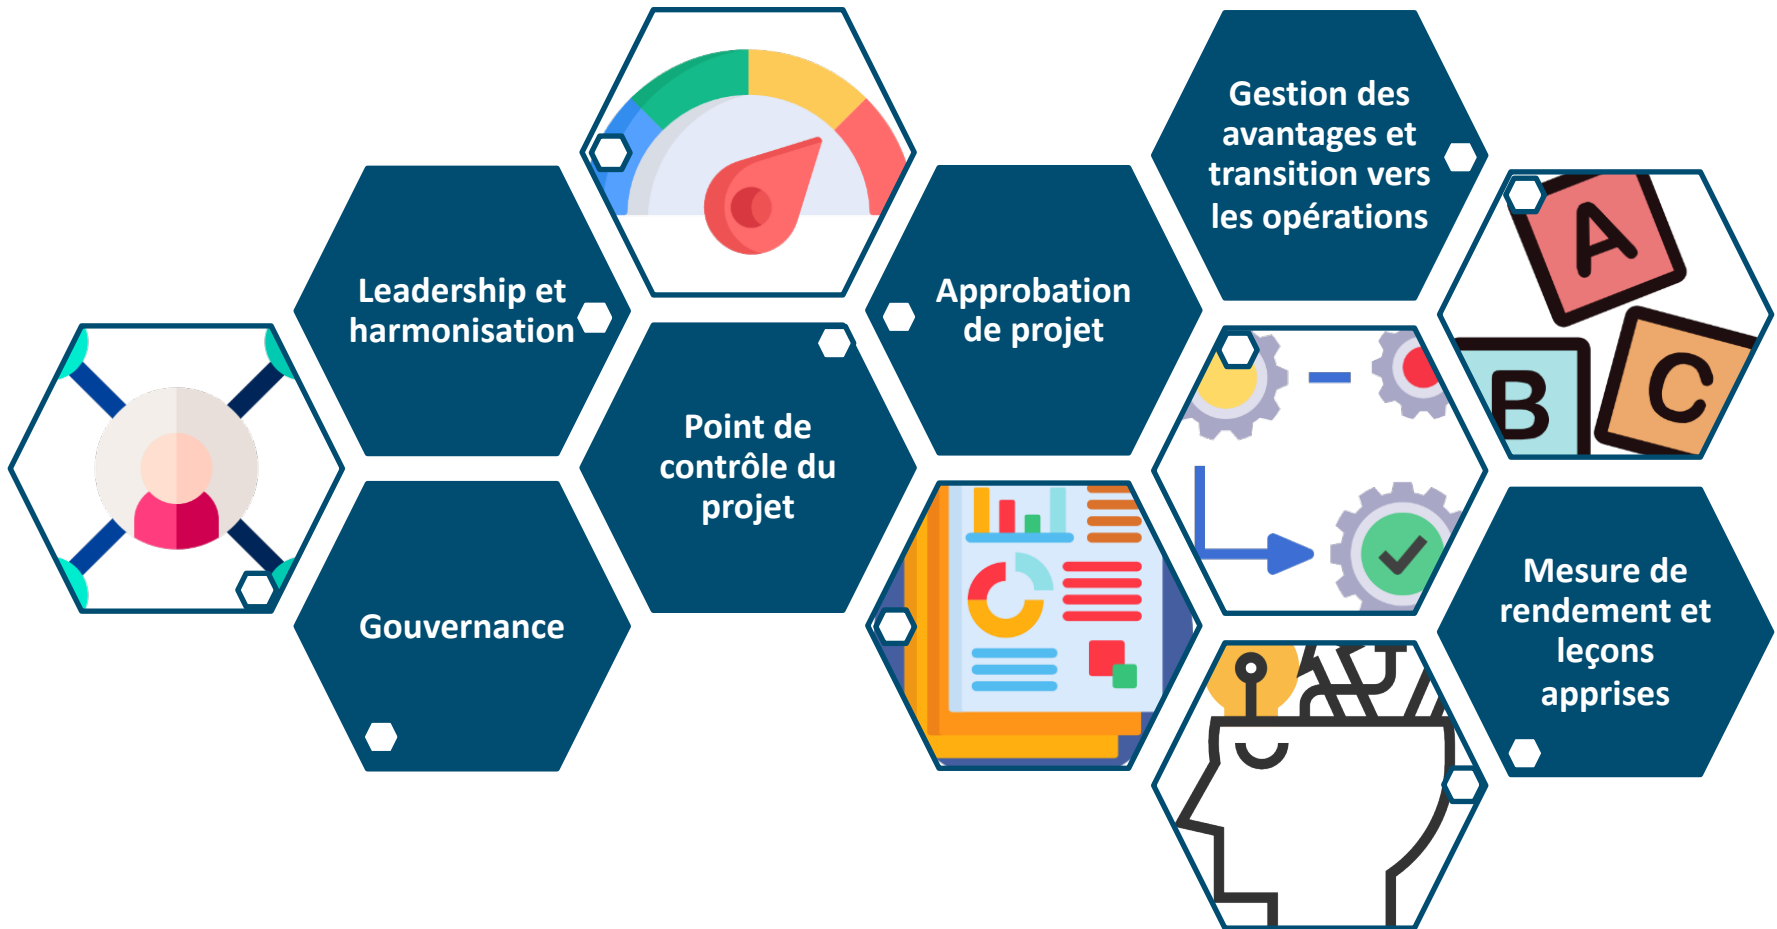 Leadership et
harmonisation
Gouvernance
Point de
contrôle du
projet
Approbation
de projet
Gestion des
avantages et
transition vers
les opérations
A
B
C
Mesure de
rendement et
leçons
apprises